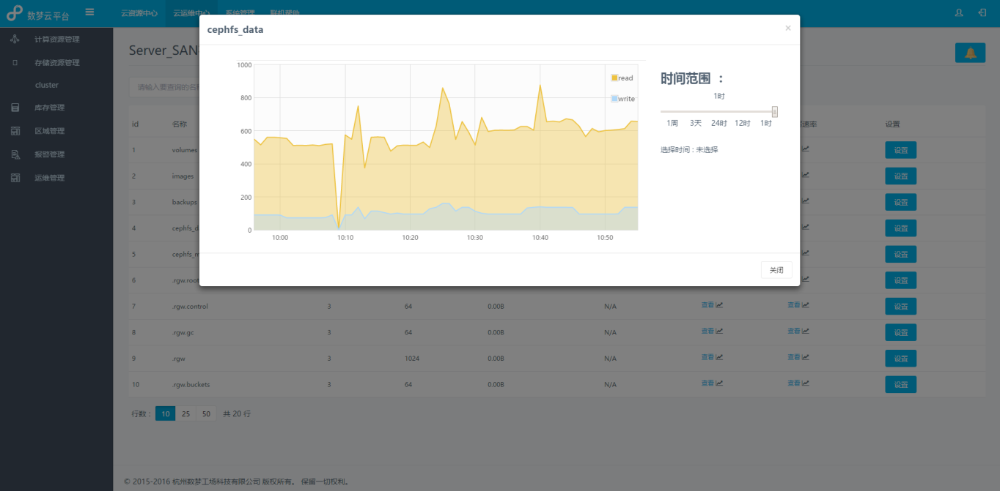 数梦云平台
云资源中心 云运维中心 系统管理 联机帮助
计算资源管理
存储资源管理
cluster
库存管理
区域管理
报警管理
运维管理
Server_SAN
请输入要查询的名称
cephfs_data
×
1000
800
600
400
200
0
10:00 10:10 10:20 10:30 10:40 10:50
read
write
时间范围 ：
1时
1周 3天 24时 12时 1时
选择时间 : 未选择
关闭
id 名称 速率 设置
1 volumes 设置
2 images 设置
3 backups 设置
4 cephfs_d 设置
5 cephfs_m 设置
6 .rgw.root 设置
7 .rgw.control 3 64 0.00B N/A 查看 查看 设置
8 .rgw.gc 3 64 0.00B N/A 查看 查看 设置
9 .rgw 3 1024 0.00B N/A 查看 查看 设置
10 .rgw.buckets 3 64 0.00B N/A 查看 查看 设置
行数： 10 25 50 共 20 行
© 2015-2016 杭州数梦工场科技有限公司 版权所有。 保留一切权利。